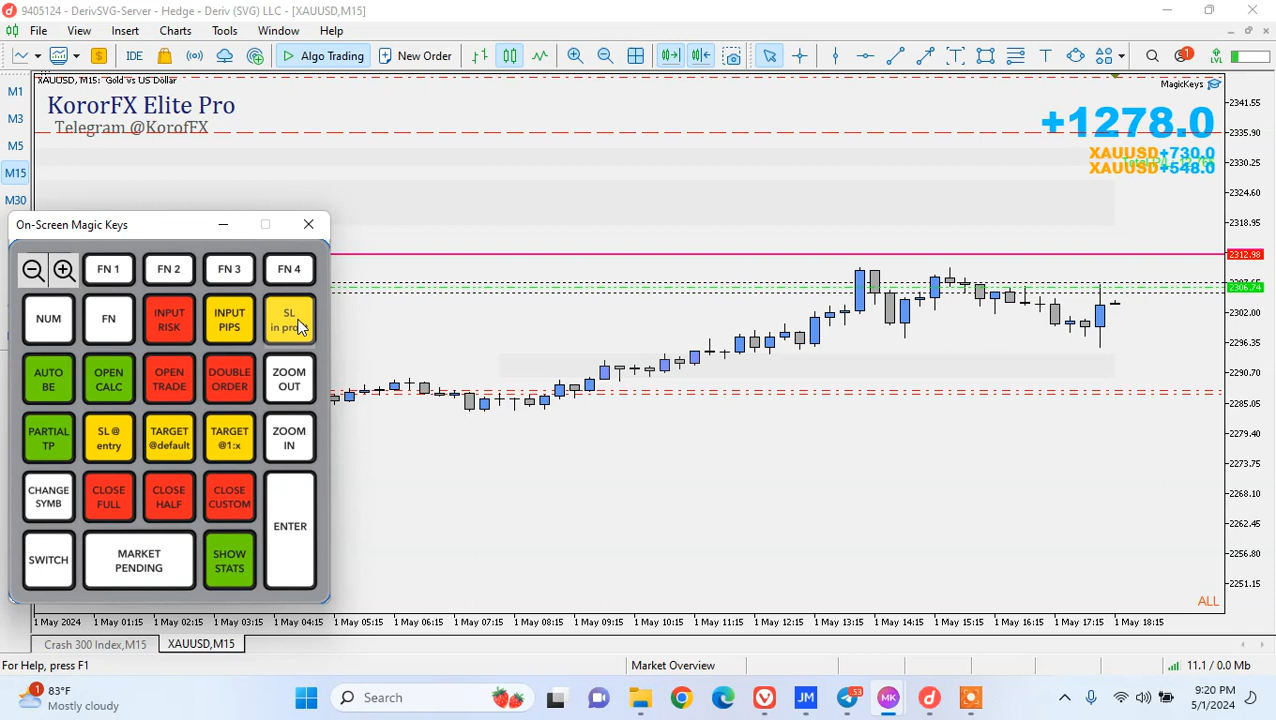 9405124 - DerivSVG-Server - Hedge - Deriv (SVG) LLC - [XAUUSD,M15]
File View Insert Charts Tools Window Help
IDE Algo Trading New Order 1 LVL
M1
M3
M5
M15
M30
XAUUSD, M15: Gold vs US Dollar
KororFX Elite Pro
Telegram @KorofFX
MagicKeys
+1278.0
XAUUSD+730.0
XAUUSD+548.0
2341.55
2335.90
2330.25
2324.60
2318.95
2312.98
2306.74
2302.00
2296.35
2290.70
2285.05
2279.40
2273.75
2268.10
2262.45
2256.80
2251.15
On-Screen Magic Keys
FN 1 FN 2 FN 3 FN 4
NUM FN INPUT RISK INPUT PIPS SL in
AUTO BE OPEN CALC OPEN TRADE DOUBLE ORDER ZOOM OUT
PARTIAL TP SL @ entry TARGET @default TARGET @1:x ZOOM IN
CHANGE SYMB CLOSE FULL CLOSE HALF CLOSE CUSTOM ENTER
SWITCH MARKET PENDING SHOW STATS
ALL
1 May 2024 1 May 01:15 1 May 02:15 1 May 03:15 1 May 04:15 1 May 05:15 1 May 06:15 1 May 07:15 1 May 08:15 1 May 09:15 1 May 10:15 1 May 11:15 1 May 12:15 1 May 13:15 1 May 14:15 1 May 15:15 1 May 16:15 1 May 17:15 1 May 18:15
Crash 300 Index,M15 XAUUSD,M15
For Help, press F1 Market Overview 11.1 / 0.0 Mb
1 83°F
Mostly cloudy
Search
JM 53 MK
9:20 PM
5/1/2024